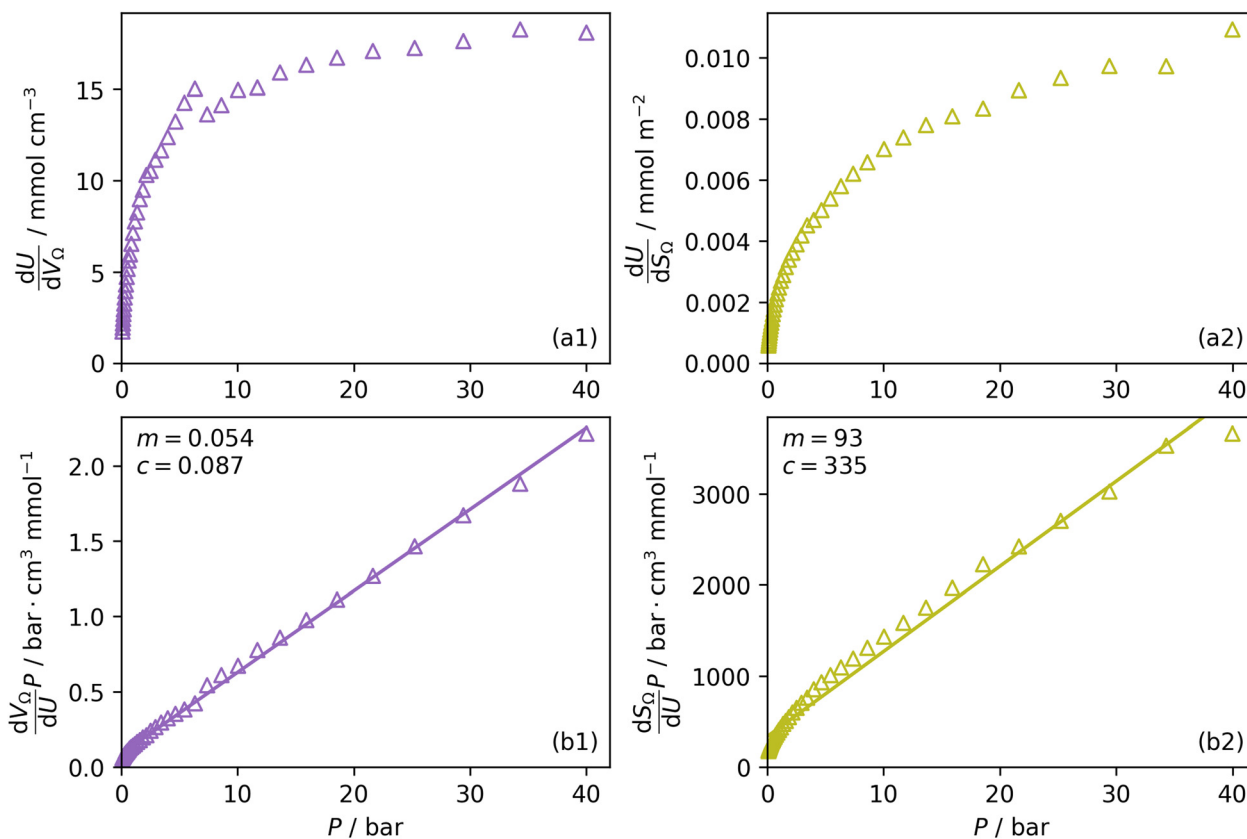 15
10
5
0
0 10 20 30 40
dU/dV_Ω / mmol cm⁻³
(a1)
0.010
0.008
0.006
0.004
0.002
0.000
0 10 20 30 40
dU/dS_Ω / mmol m⁻²
(a2)
m = 0.054
c = 0.087
2.0
1.5
1.0
0.5
0.0
0 10 20 30 40
dV_Ω/dU P / bar · cm³ mmol⁻¹
P / bar
(b1)
m = 93
c = 335
3000
2000
1000
0
0 10 20 30 40
dS_Ω/dU P / bar · cm³ mmol⁻¹
P / bar
(b2)